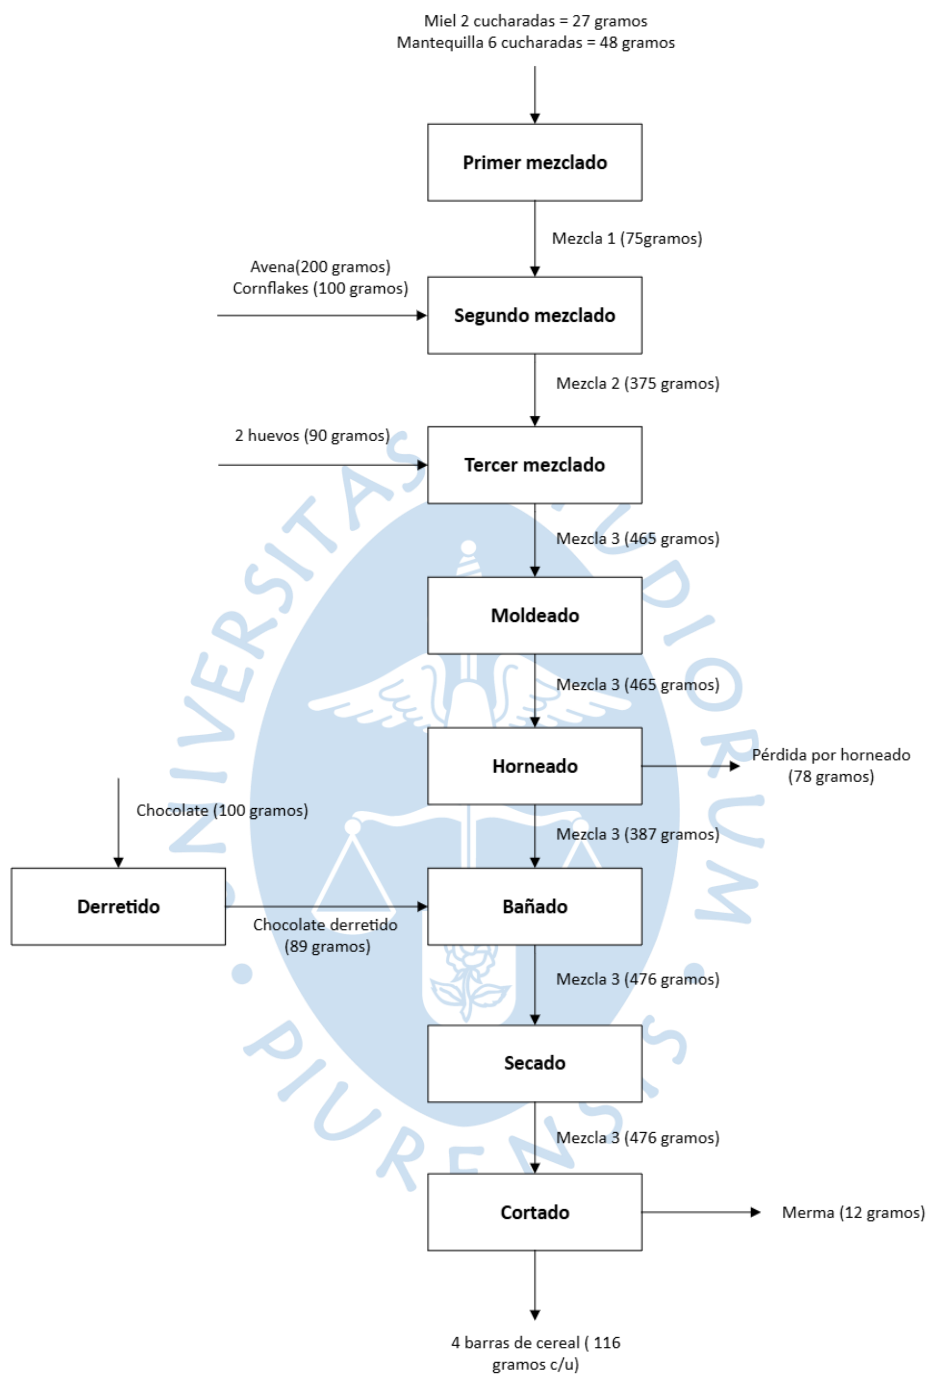 Miel 2 cucharadas = 27 gramos
Mantequilla 6 cucharadas = 48 gramos
Primer mezclado
Mezcla 1 (75gramos)
Avena(200 gramos)
Cornflakes (100 gramos)
Segundo mezclado
Mezcla 2 (375 gramos)
2 huevos (90 gramos)
Tercer mezclado
Mezcla 3 (465 gramos)
Moldeado
Mezcla 3 (465 gramos)
Horneado
Pérdida por horneado
(78 gramos)
Chocolate (100 gramos)
Mezcla 3 (387 gramos)
Derretido
Chocolate derretido
(89 gramos)
Bañado
Mezcla 3 (476 gramos)
Secado
Mezcla 3 (476 gramos)
Cortado
Merma (12 gramos)
4 barras de cereal ( 116
gramos c/u)
UNIVERSITAS
STUDIORUM
PIURENSIS